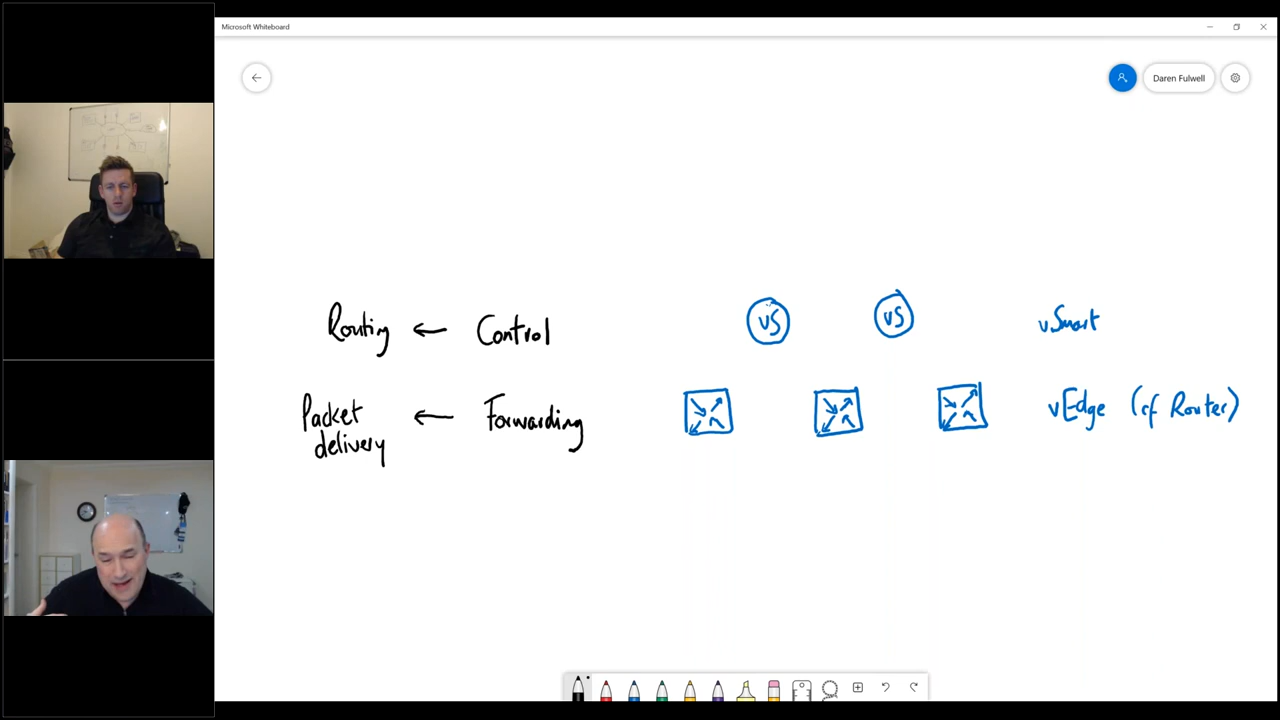 Microsoft Whiteboard
Daren Fulwell
Routing ← Control
vS vS vSmart
Packet delivery ← Forwarding
vEdge (cf Router)